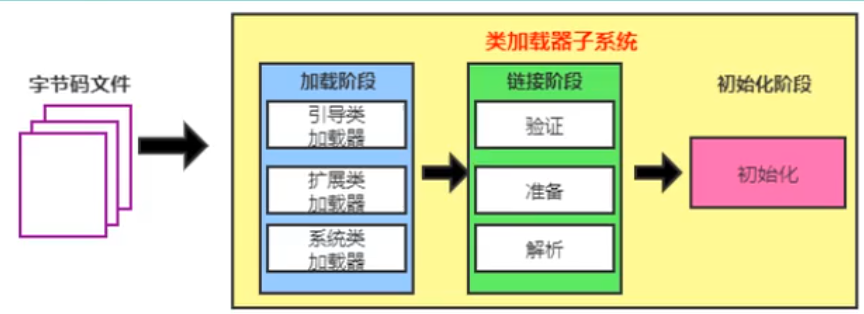 类加载器子系统
字节码文件
加载阶段
引导类
加载器
扩展类
加载器
系统类
加载器
链接阶段
验证
准备
解析
初始化阶段
初始化